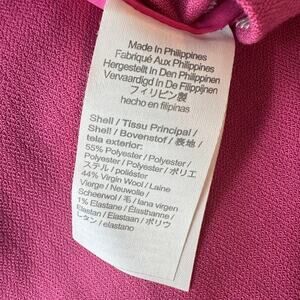 Made In Philippines
Fabriqué Aux Philippines
Hergestellt In Den Philippinen
Vervaardigd In De Filippijnen
フィリピン製
hecho en filipinas
Shell / Tissu Principal /
Shell / Bovenstof / 表地 /
tela exterior:
55% Polyester / Polyester /
Polyester / Polyester / ポリエ
ステル / poliéster
44% Virgin Wool / Laine
Vierge / Neuwolle /
Scheerwol / 毛 / lana virgen
1% Elastane / Élasthanne /
Elastan / Elastaan / ポリウ
レタン / elastano